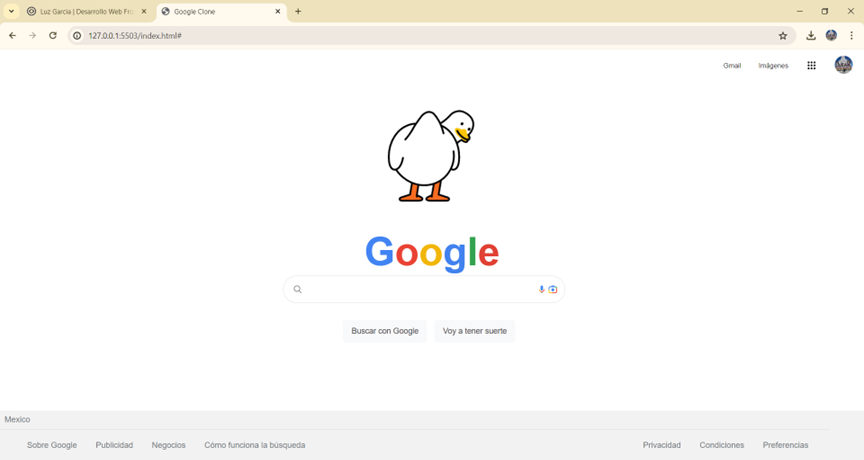 Luz Garcia | Desarrollo Web Fro
Google Clone
127.0.0.1:5503/index.html#
Gmail Imágenes
Google
Buscar con Google Voy a tener suerte
Mexico
Sobre Google Publicidad Negocios Cómo funciona la búsqueda Privacidad Condiciones Preferencias